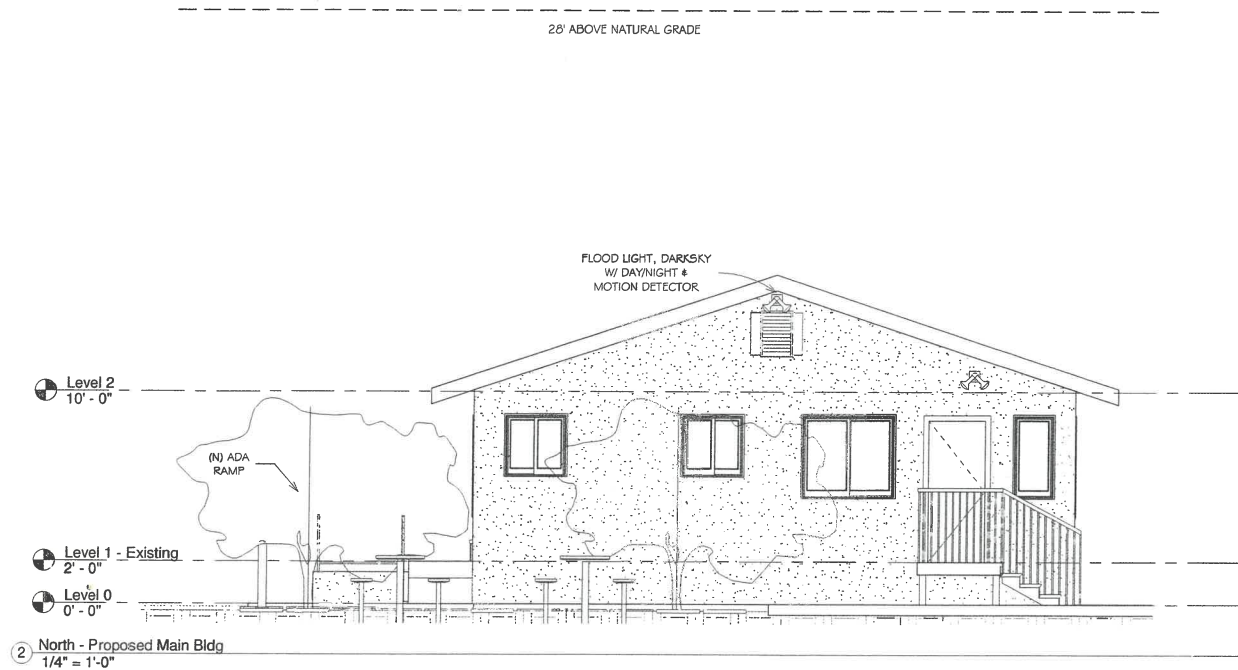 28' ABOVE NATURAL GRADE
FLOOD LIGHT, DARKSKY
W/ DAY/NIGHT &
MOTION DETECTOR
Level 2
10' - 0"
(N) ADA
RAMP
Level 1 - Existing
2' - 0"
Level 0
0' - 0"
2 North - Proposed Main Bldg
1/4" = 1'-0"